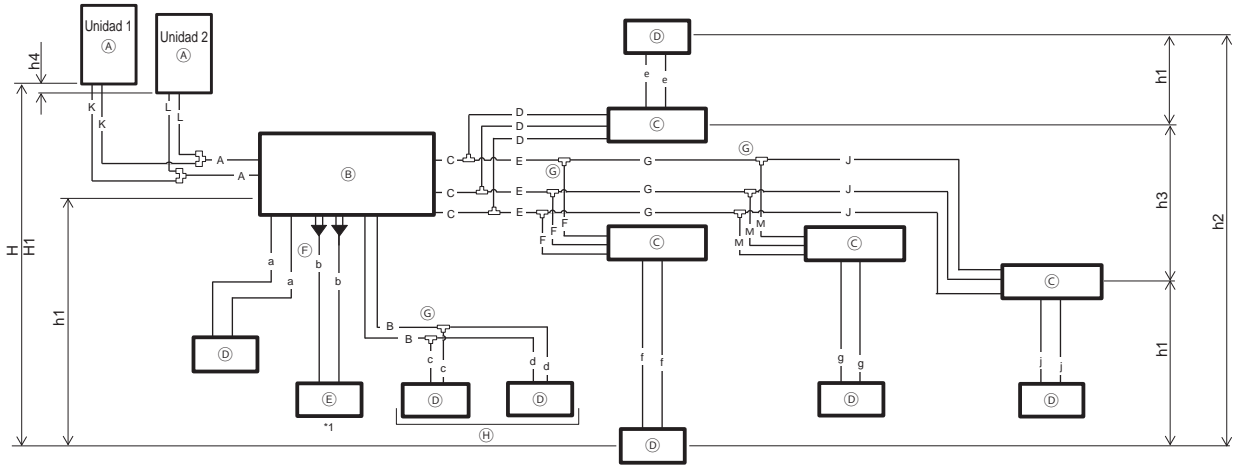 Unidad 1
Ⓐ
Unidad 2
Ⓐ
h4
K
K
L
L
A
A
H
H1
h1
Ⓑ
Ⓓ
e e
Ⓒ
D
D
D
C E Ⓖ G Ⓖ J
C E G J
C E G J
F
F
F
M
M
M
Ⓒ
Ⓒ
Ⓒ
a
a
Ⓕ
b b
B
B
Ⓖ
c
c
d d
Ⓓ
Ⓔ
*1
Ⓓ
Ⓓ
Ⓗ
f f
g g
j j
Ⓓ
Ⓓ
Ⓓ
h1
h3
h2
h1